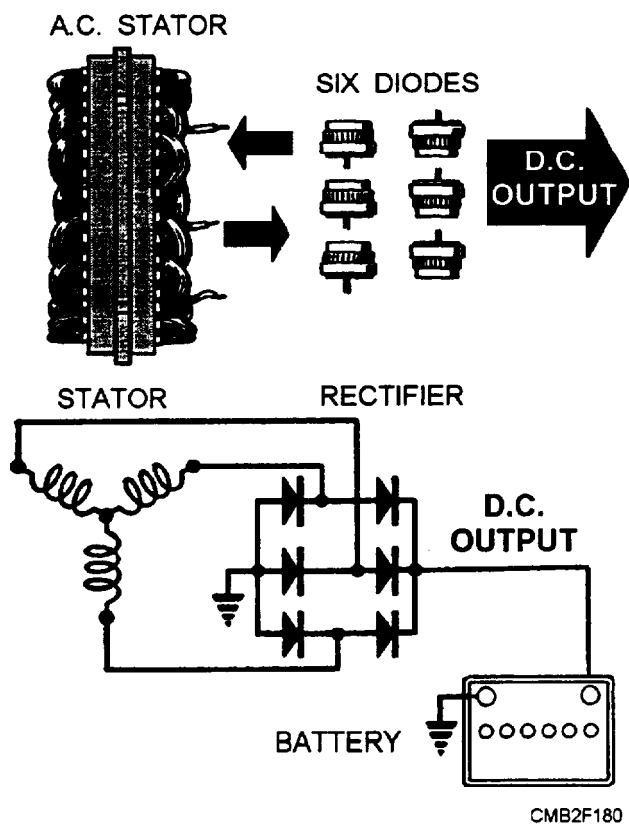 A.C. STATOR
SIX DIODES
D.C.
OUTPUT
STATOR
RECTIFIER
D.C.
OUTPUT
BATTERY
CMB2F180